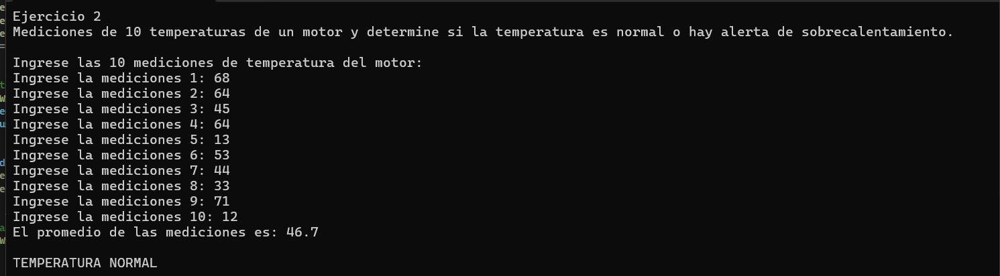 Ejercicio 2
Mediciones de 10 temperaturas de un motor y determine si la temperatura es normal o hay alerta de sobrecalentamiento.
Ingrese las 10 mediciones de temperatura del motor:
Ingrese la mediciones 1: 68
Ingrese la mediciones 2: 64
Ingrese la mediciones 3: 45
Ingrese la mediciones 4: 64
Ingrese la mediciones 5: 13
Ingrese la mediciones 6: 53
Ingrese la mediciones 7: 44
Ingrese la mediciones 8: 33
Ingrese la mediciones 9: 71
Ingrese la mediciones 10: 12
El promedio de las mediciones es: 46.7
TEMPERATURA NORMAL